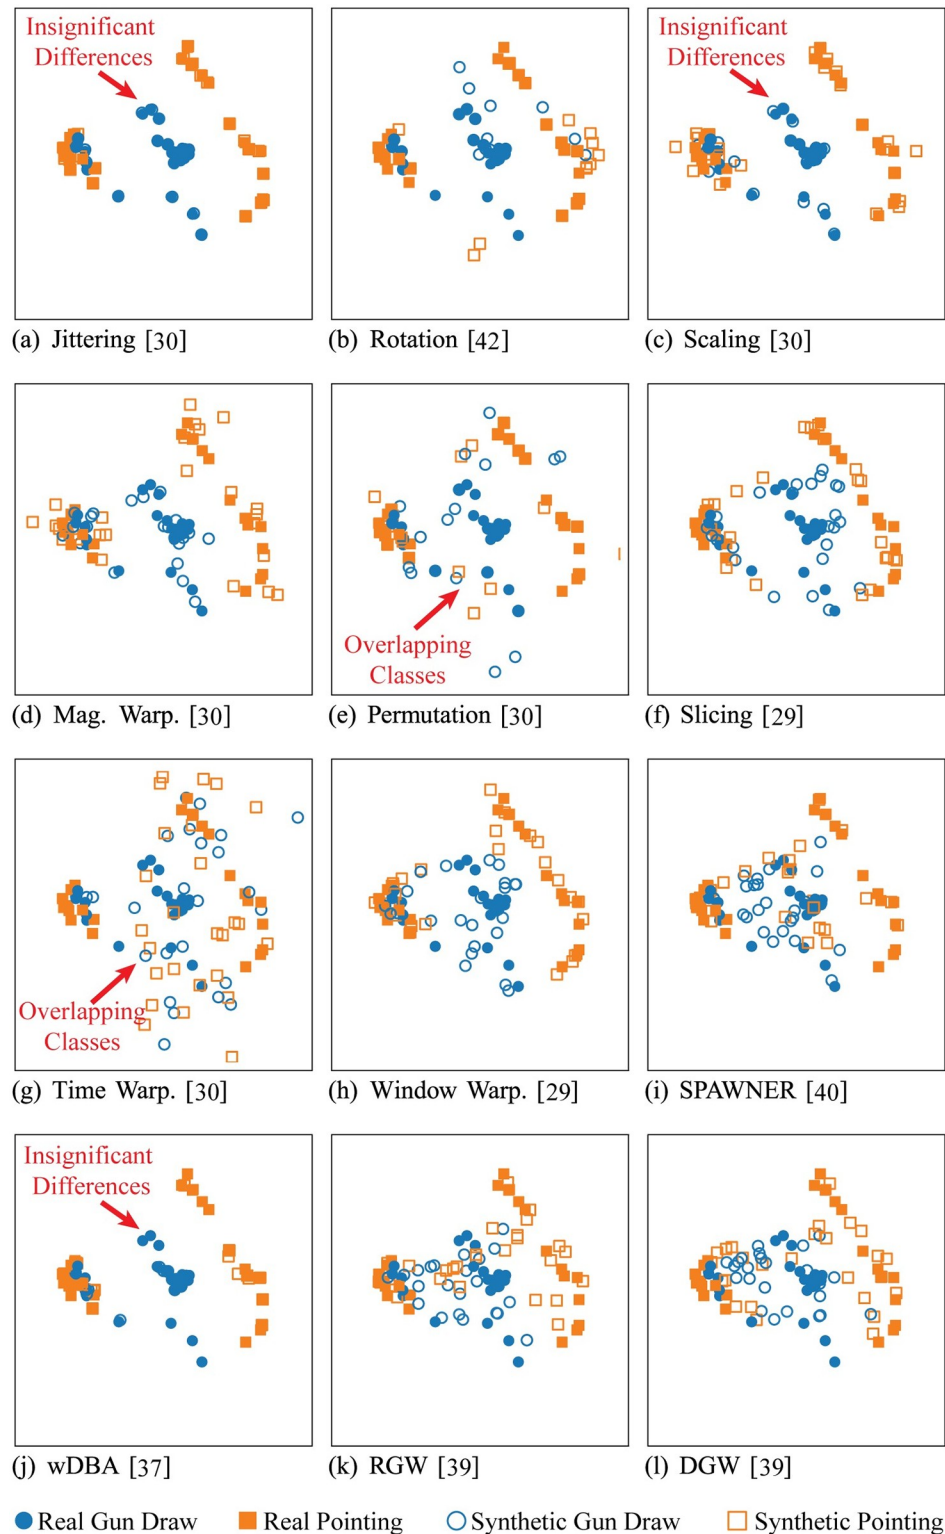 Insignificant
Differences
Insignificant
Differences
(a) Jittering [30]
(b) Rotation [42]
(c) Scaling [30]
Overlapping
Classes
(d) Mag. Warp. [30]
(e) Permutation [30]
(f) Slicing [29]
Overlapping
Classes
(g) Time Warp. [30]
(h) Window Warp. [29]
(i) SPAWNER [40]
Insignificant
Differences
(j) wDBA [37]
(k) RGW [39]
(l) DGW [39]
Real Gun Draw
Real Pointing
Synthetic Gun Draw
Synthetic Pointing